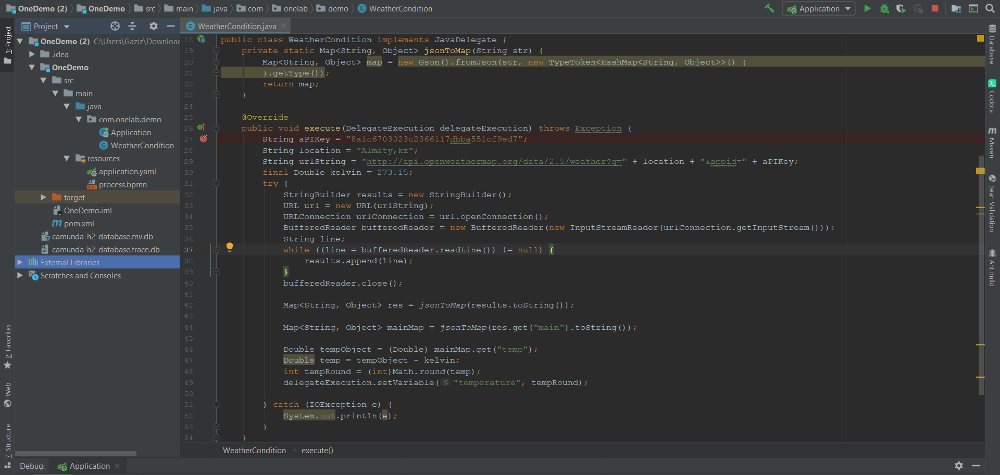 OneDemo (2) OneDemo src main java com onelab demo WeatherCondition Application
Project
WeatherCondition.java
1: Project
OneDemo (2) C:\Users\Gaziz\Downloac
.idea
OneDemo
src
main
java
com.onelab.demo
Application
WeatherCondition
resources
application.yaml
process.bpmn
target
OneDemo.iml
pom.xml
camunda-h2-database.mv.db
camunda-h2-database.trace.db
External Libraries
Scratches and Consoles
2: Favorites
Web
7: Structure
18 public class WeatherCondition implements JavaDelegate {
19 private static Map<String, Object> jsonToMap(String str) {
20 Map<String, Object> map = new Gson().fromJson(str, new TypeToken<HashMap<String, Object>>() {
21 }.getType());
22 return map;
23 }
24
25 @Override
26 public void execute(DelegateExecution delegateExecution) throws Exception {
27 String aPIKey = "8a1c6703023c2366117dbba551cf9ed7";
28 String location = "Almaty,kz";
29 String urlString = "http://api.openweathermap.org/data/2.5/weather?q=" + location + "&appid=" + aPIKey;
30 final Double kelvin = 273.15;
31 try {
32 StringBuilder results = new StringBuilder();
33 URL url = new URL(urlString);
34 URLConnection urlConnection = url.openConnection();
35 BufferedReader bufferedReader = new BufferedReader(new InputStreamReader(urlConnection.getInputStream()));
36 String line;
37 while ((line = bufferedReader.readLine()) != null) {
38 results.append(line);
39 }
40 bufferedReader.close();
41
42 Map<String, Object> res = jsonToMap(results.toString());
43
44 Map<String, Object> mainMap = jsonToMap(res.get("main").toString());
45
46 Double tempObject = (Double) mainMap.get("temp");
47 Double temp = tempObject - kelvin;
48 int tempRound = (int)Math.round(temp);
49 delegateExecution.setVariable( s: "temperature", tempRound);
50
51 } catch (IOException e) {
52 System.out.println(e);
53 }
54 }
WeatherCondition execute()
Database
Codota
Maven
Bean Validation
Ant Build
Debug: Application